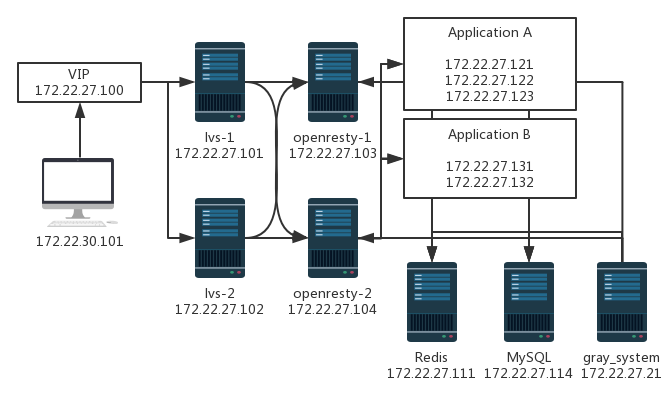 VIP
172.22.27.100
172.22.30.101
lvs-1
172.22.27.101
lvs-2
172.22.27.102
openresty-1
172.22.27.103
openresty-2
172.22.27.104
Application A
172.22.27.121
172.22.27.122
172.22.27.123
Application B
172.22.27.131
172.22.27.132
Redis
172.22.27.111
MySQL
172.22.27.114
gray_system
172.22.27.21